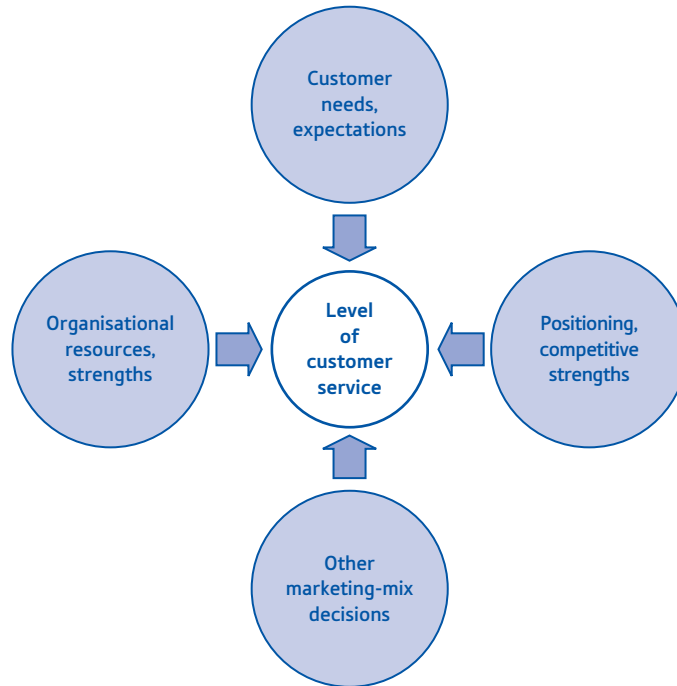 Customer
needs,
expectations
Organisational
resources,
strengths
Level
of
customer
service
Positioning,
competitive
strengths
Other
marketing-mix
decisions